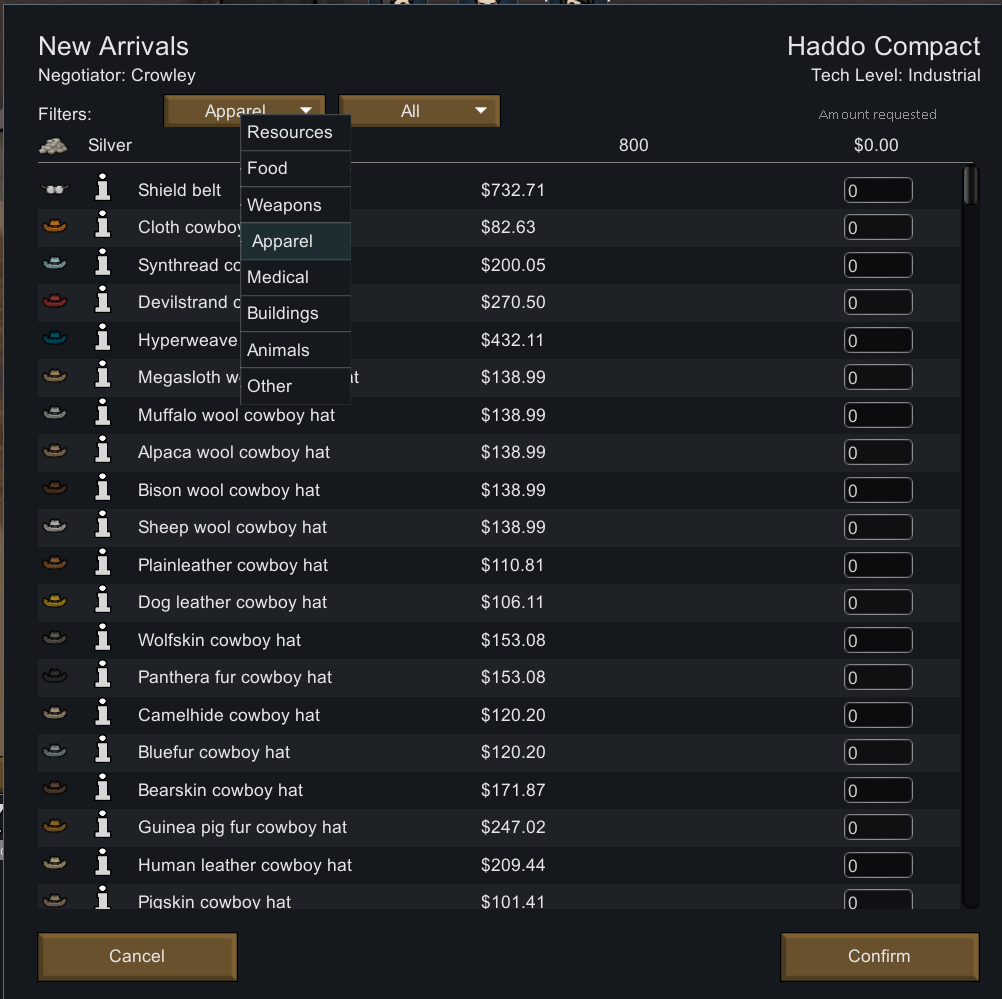 New Arrivals
Haddo Compact
Negotiator: Crowley
Tech Level: Industrial
Filters:
Apparel
All
Amount requested
Silver
800
$0.00
Resources
Food
Weapons
Apparel
Medical
Buildings
Animals
Other
Shield belt $732.71 0
Cloth cowboy $82.63 0
Synthread co $200.05 0
Devilstrand c $270.50 0
Hyperweave $432.11 0
Megasloth w at $138.99 0
Muffalo wool cowboy hat $138.99 0
Alpaca wool cowboy hat $138.99 0
Bison wool cowboy hat $138.99 0
Sheep wool cowboy hat $138.99 0
Plainleather cowboy hat $110.81 0
Dog leather cowboy hat $106.11 0
Wolfskin cowboy hat $153.08 0
Panthera fur cowboy hat $153.08 0
Camelhide cowboy hat $120.20 0
Bluefur cowboy hat $120.20 0
Bearskin cowboy hat $171.87 0
Guinea pig fur cowboy hat $247.02 0
Human leather cowboy hat $209.44 0
Pigskin cowboy hat $101.41 0
Cancel
Confirm